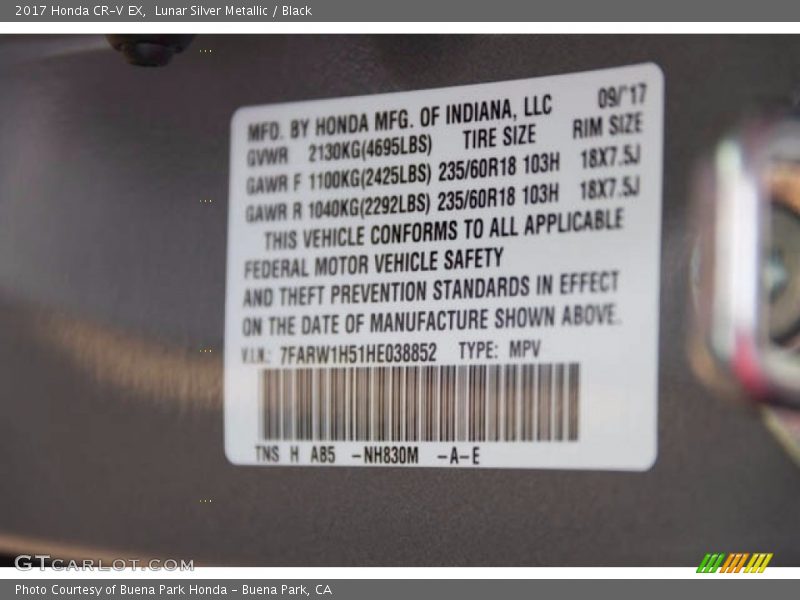 2017 Honda CR-V EX,  Lunar Silver Metallic / Black
MFD. BY HONDA MFG. OF INDIANA, LLC 09/'17
GVWR 2130KG(4695LBS) TIRE SIZE RIM SIZE
GAWR F 1100KG(2425LBS) 235/60R18 103H 18X7.5J
GAWR R 1040KG(2292LBS) 235/60R18 103H 18X7.5J
THIS VEHICLE CONFORMS TO ALL APPLICABLE
FEDERAL MOTOR VEHICLE SAFETY
AND THEFT PREVENTION STANDARDS IN EFFECT
ON THE DATE OF MANUFACTURE SHOWN ABOVE.
V.I.N.: 7FARW1H51HE038852 TYPE: MPV
TNS H A85 -NH830M -A-E
GTCARLOT.COM
Photo Courtesy of Buena Park Honda - Buena Park, CA